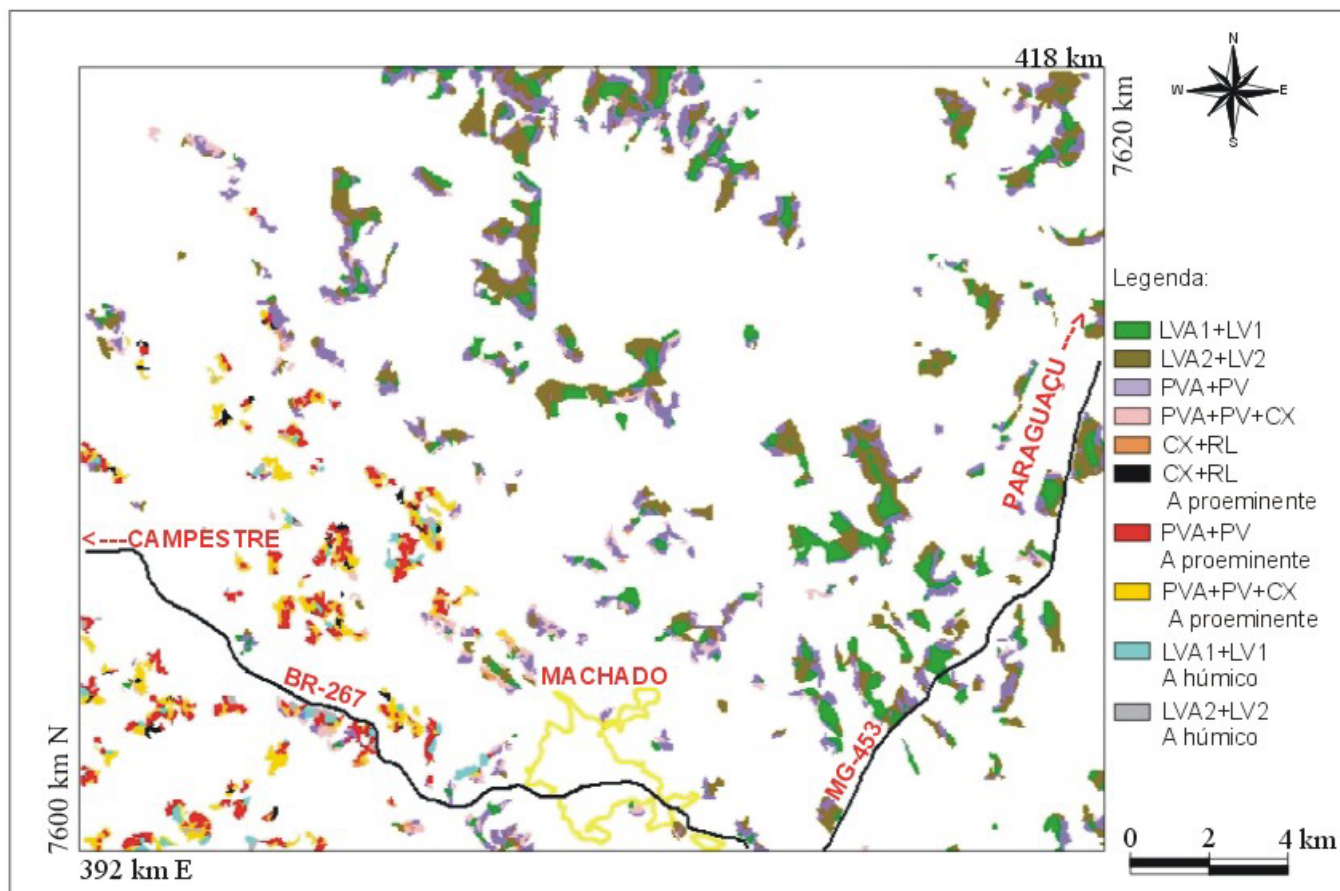 418 km
N
W
E
S
7620 km
Legenda:
LVA1+LV1
LVA2+LV2
PVA+PV
PVA+PV+CX
CX+RL
CX+RL
A proeminente
PVA+PV
A proeminente
PVA+PV+CX
A proeminente
LVA1+LV1
A húmico
LVA2+LV2
A húmico
PARAGUAÇU --->
<---CAMPESTRE
BR-267
MACHADO
MG-453
7600 km N
392 km E
0 2 4 km